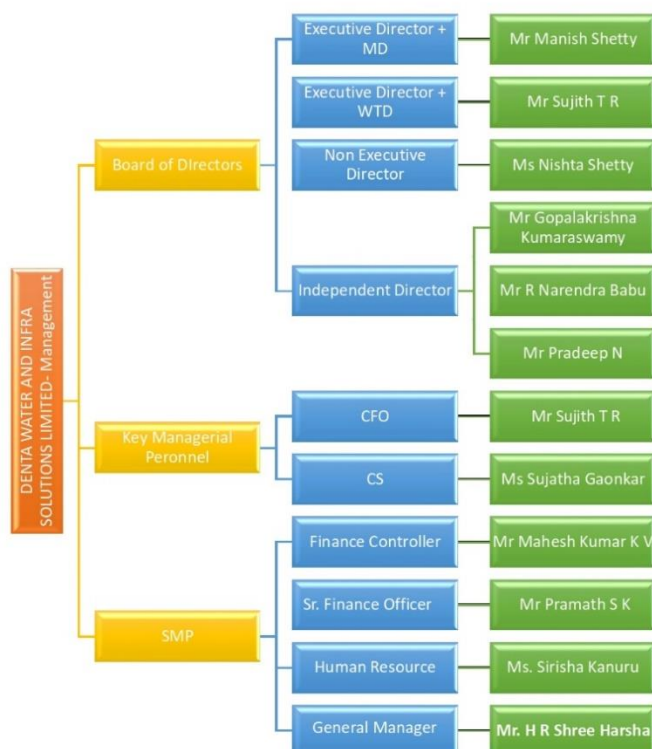 DENTA WATER AND INFRA
SOLUTIONS LIMITED- Management
Board of DIrectors
Executive Director +
MD
Mr Manish Shetty
Executive Director +
WTD
Mr Sujith T R
Non Executive
Director
Ms Nishta Shetty
Independent Director
Mr Gopalakrishna
Kumaraswamy
Mr R Narendra Babu
Mr Pradeep N
Key Managerial
Peronnel
CFO
Mr Sujith T R
CS
Ms Sujatha Gaonkar
SMP
Finance Controller
Mr Mahesh Kumar K V
Sr. Finance Officer
Mr Pramath S K
Human Resource
Ms. Sirisha Kanuru
General Manager
Mr. H R Shree Harsha